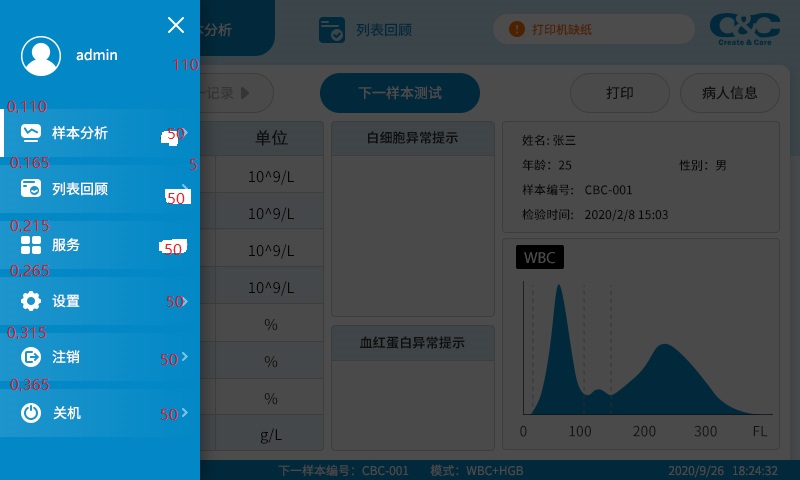 本分析
列表回顾
打印机缺纸
C&C
Create & Care
admin
110
一记录
下一样本测试
打印
病人信息
0,110
样本分析
50
0,165
5
列表回顾
50
0,215
服务
50
0,265
设置
50
0,315
注销
50
0,365
关机
50
单位
10^9/L
10^9/L
10^9/L
10^9/L
%
%
%
g/L
白细胞异常提示
血红蛋白异常提示
姓名: 张三
年龄: 25
性别: 男
样本编号: CBC-001
检验时间: 2020/2/8 15:03
WBC
0 100 200 300 FL
下一样本编号: CBC-001
模式: WBC+HGB
2020/9/26 18:24:32